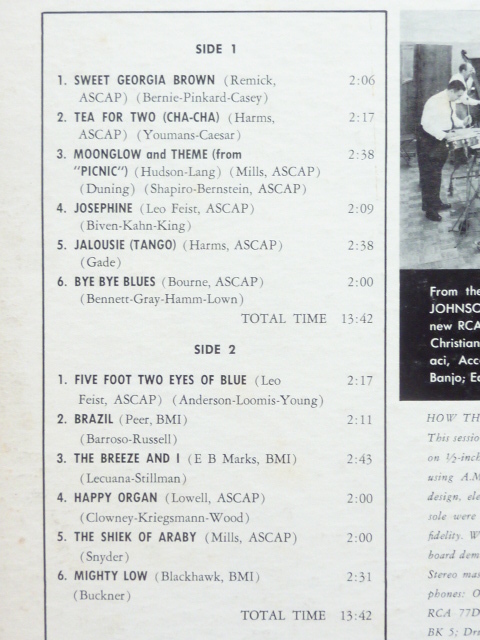 SIDE 1
1. SWEET GEORGIA BROWN (Remick, 2:06
ASCAP) (Bernie-Pinkard-Casey)
2. TEA FOR TWO (CHA-CHA) (Harms, 2:17
ASCAP) (Youmans-Caesar)
3. MOONGLOW and THEME (from 2:38
"PICNIC") (Hudson-Lang) (Mills, ASCAP)
(Duning) (Shapiro-Bernstein, ASCAP)
4. JOSEPHINE (Leo Feist, ASCAP) 2:09
(Biven-Kahn-King)
5. JALOUSIE (TANGO) (Harms, ASCAP) 2:38
(Gade)
6. BYE BYE BLUES (Bourne, ASCAP) 2:00
(Bennett-Gray-Hamm-Lown)
TOTAL TIME 13:42
SIDE 2
1. FIVE FOOT TWO EYES OF BLUE (Leo 2:17
Feist, ASCAP) (Anderson-Loomis-Young)
2. BRAZIL (Peer, BMI) 2:11
(Barroso-Russell)
3. THE BREEZE AND I (E B Marks, BMI) 2:43
(Lecuana-Stillman)
4. HAPPY ORGAN (Lowell, ASCAP) 2:00
(Clowney-Kriegsmann-Wood)
5. THE SHIEK OF ARABY (Mills, ASCAP) 2:00
(Snyder)
6. MIGHTY LOW (Blackhawk, BMI) 2:31
(Buckner)
TOTAL TIME 13:42
From the
JOHNSO
new RCA
Christian
aci, Acc
Banjo; Ed
HOW TH
This sessio
on ½-inch
using A.M
design, ele
sole were
fidelity. W
board dem
Stereo mas
phones: O
RCA 77D
BK 5; Dr